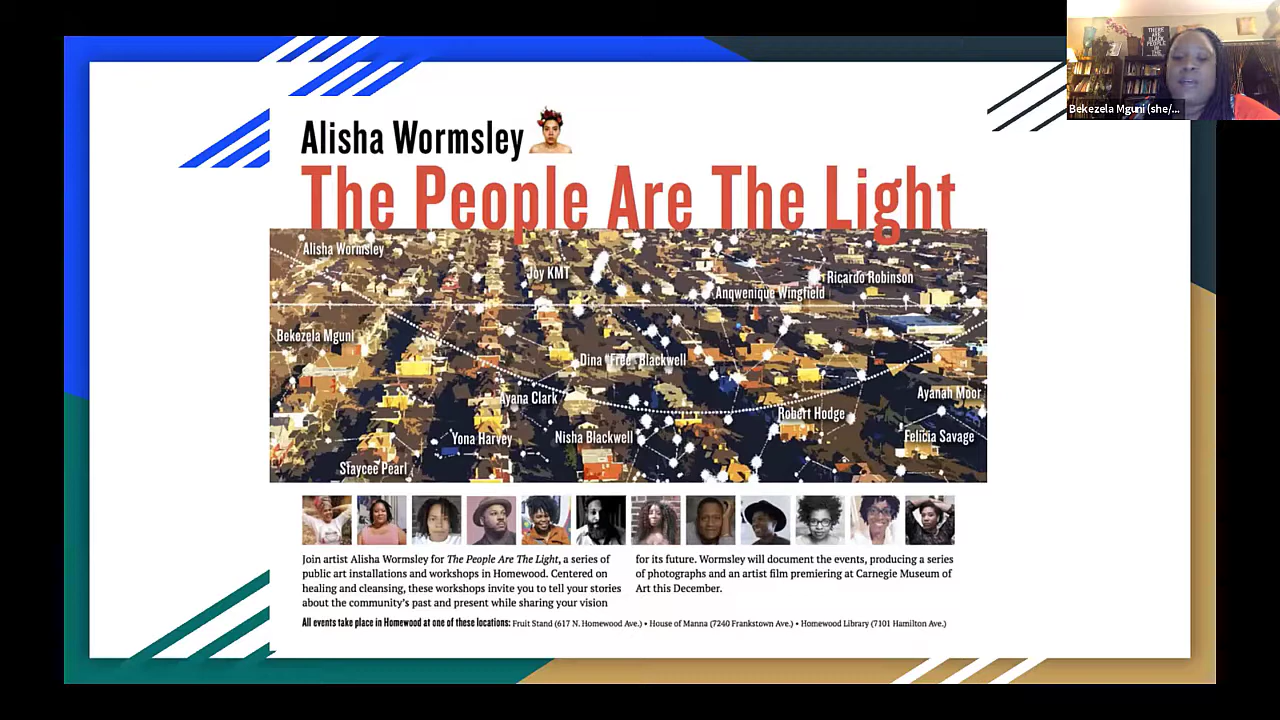 Alisha Wormsley
The People Are The Light
Alisha Wormsley
Joy KMT
Ricardo Robinson
Anqwenique Wingfield
Bekezela Mguni
Dina "Free" Blackwell
Ayana Clark
Ayanah Moor
Robert Hodge
Yona Harvey
Nisha Blackwell
Felicia Savage
Staycee Pearl
Join artist Alisha Wormsley for The People Are The Light, a series of
public art installations and workshops in Homewood. Centered on
healing and cleansing, these workshops invite you to tell your stories
about the community's past and present while sharing your vision
for its future. Wormsley will document the events, producing a series
of photographs and an artist film premiering at Carnegie Museum of
Art this December.
All events take place in Homewood at one of these locations: Fruit Stand (617 N. Homewood Ave.) • House of Manna (7240 Frankstown Ave.) • Homewood Library (7101 Hamilton Ave.)
THERE
ARE
BLACK
PEOPLE
IN THE
Bekezela Mguni (she/...